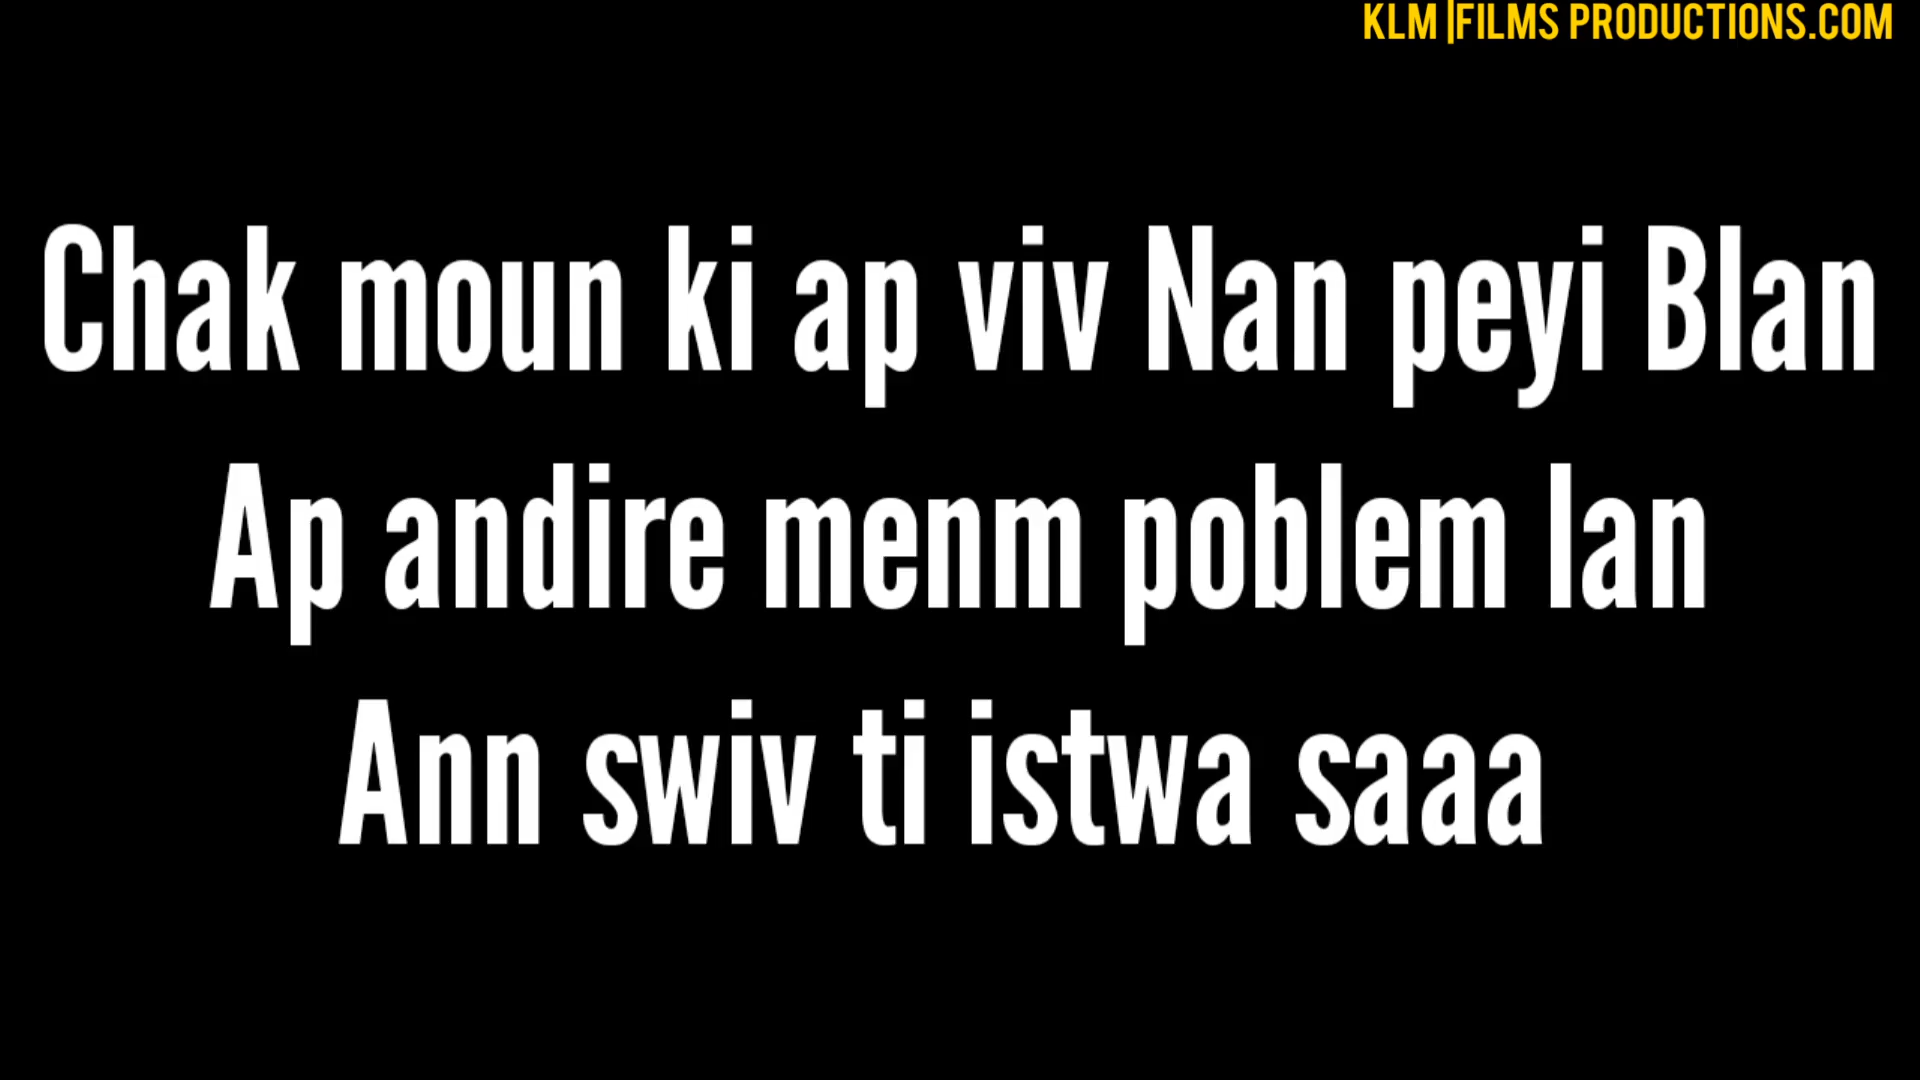 KLM |FILMS PRODUCTIONS.COM
Chak moun ki ap viv Nan peyi Blan
Ap andire menm poblem lan
Ann swiv ti istwa saaa